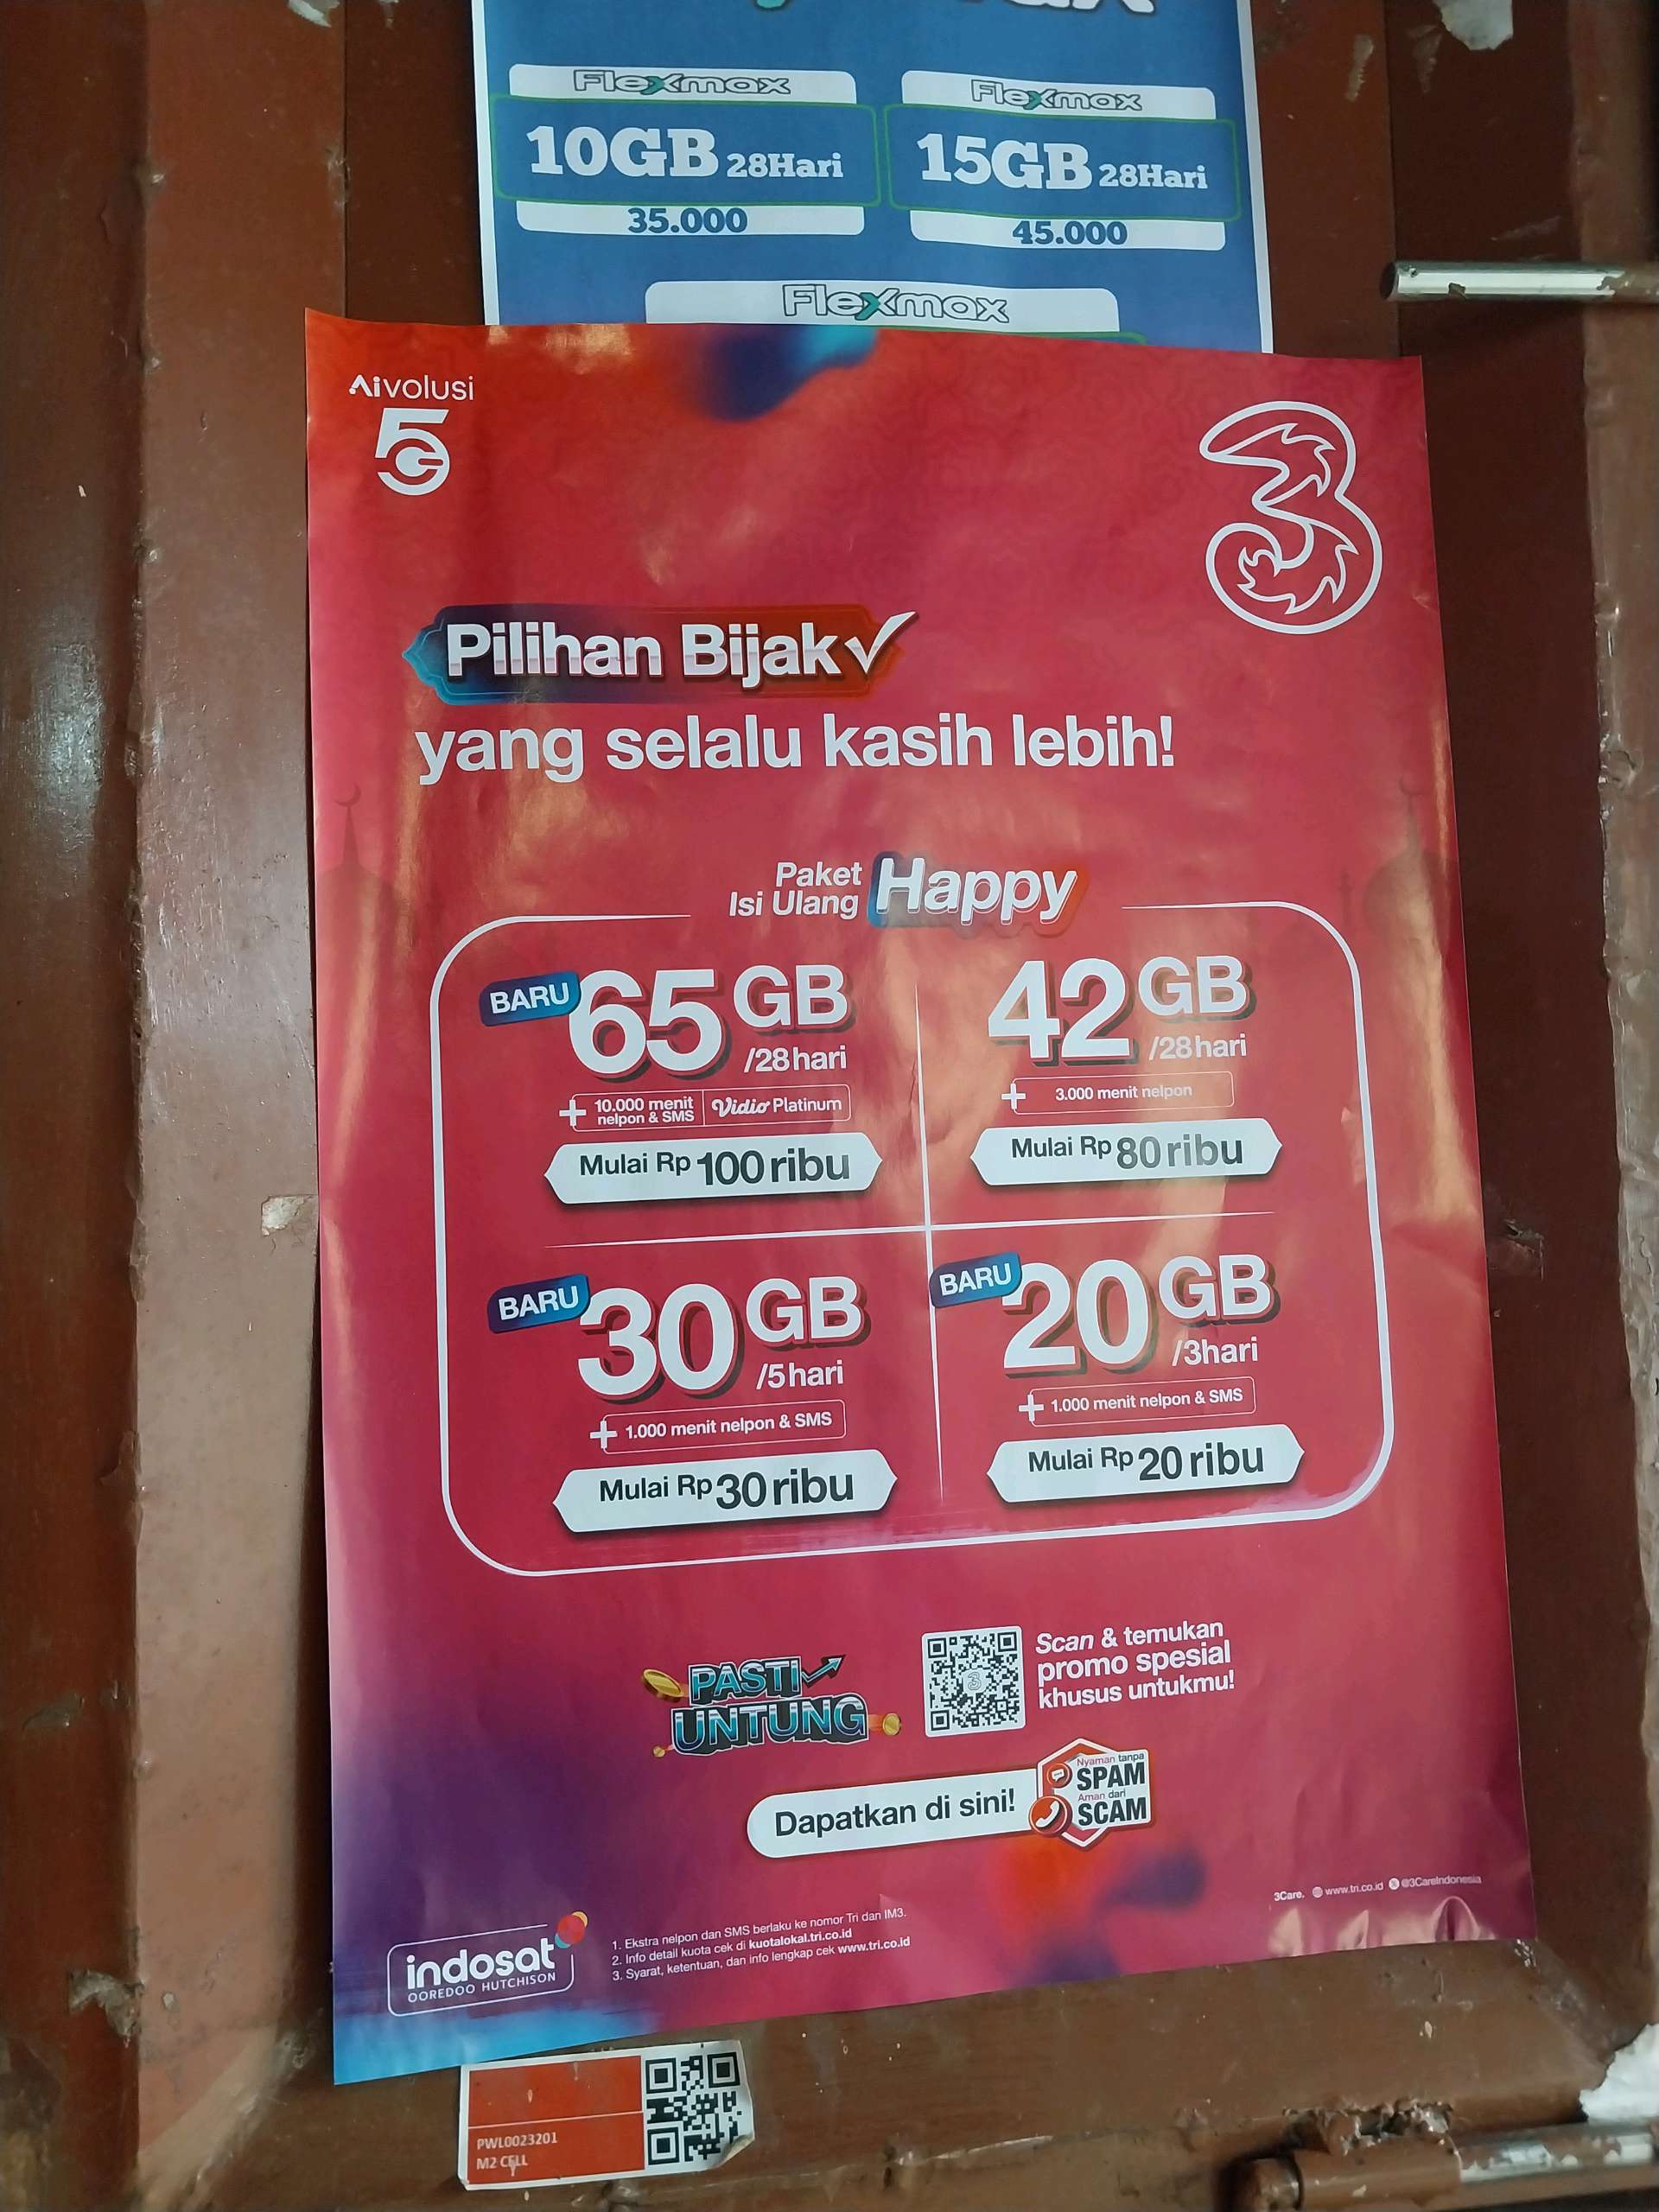 Flexmax
10GB 28Hari
35.000
Flexmax
15GB 28Hari
45.000
Flexmax
Aivolusi
5G
3
Pilihan Bijak
yang selalu kasih lebih!
Paket
Isi Ulang
Happy
BARU
65 GB
/28hari
+ 10.000 menit
nelpon & SMS
Vidio Platinum
Mulai Rp 100 ribu
42 GB
/28hari
+ 3.000 menit nelpon
Mulai Rp 80 ribu
BARU
30 GB
/5hari
+ 1.000 menit nelpon & SMS
Mulai Rp 30 ribu
BARU
20 GB
/3hari
+ 1.000 menit nelpon & SMS
Mulai Rp 20 ribu
PASTI
UNTUNG
Scan & temukan
promo spesial
khusus untukmu!
Dapatkan di sini!
Nyaman tanpa
SPAM
Aman dari
SCAM
3Care. www.tri.co.id @3CareIndonesia
indosat
OOREDOO HUTCHISON
1. Ekstra nelpon dan SMS berlaku ke nomor Tri dan IM3.
2. Info detail kuota cek di kuotalokal.tri.co.id
3. Syarat, ketentuan, dan info lengkap cek www.tri.co.id
PWL0023201
M2 CELL